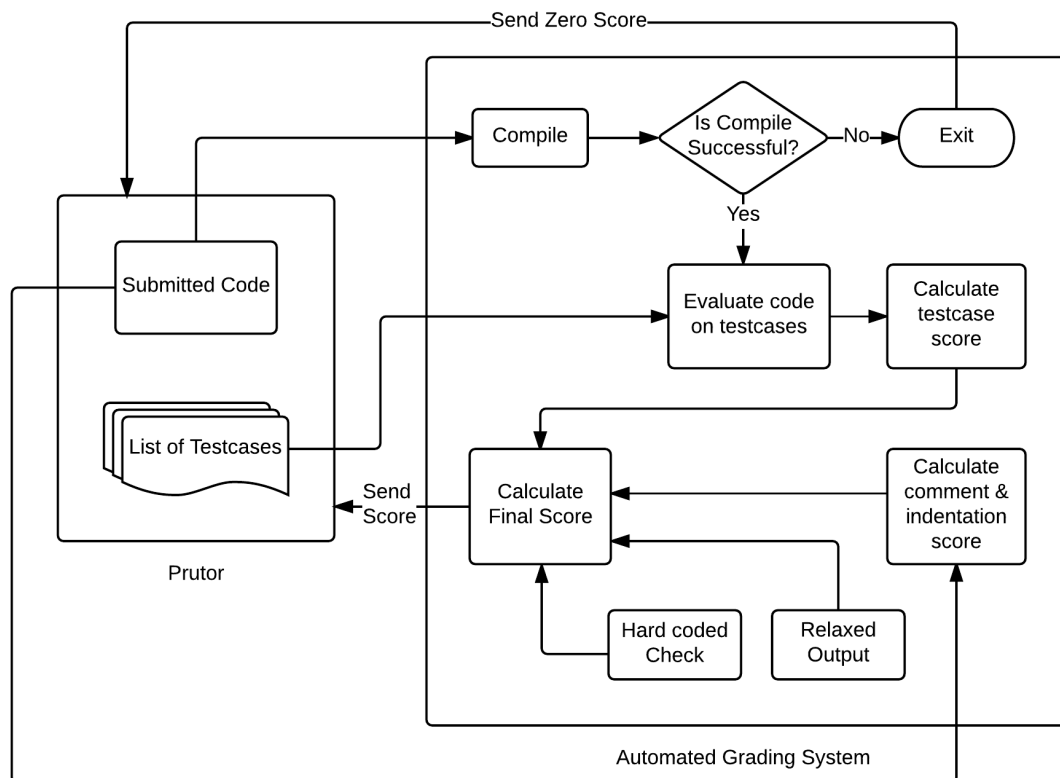 Send Zero Score
Compile
Is Compile
Successful?
No
Exit
Yes
Submitted Code
Evaluate code
on testcases
Calculate
testcase
score
List of Testcases
Send
Score
Calculate
Final Score
Calculate
comment &
indentation
score
Prutor
Hard coded
Check
Relaxed
Output
Automated Grading System